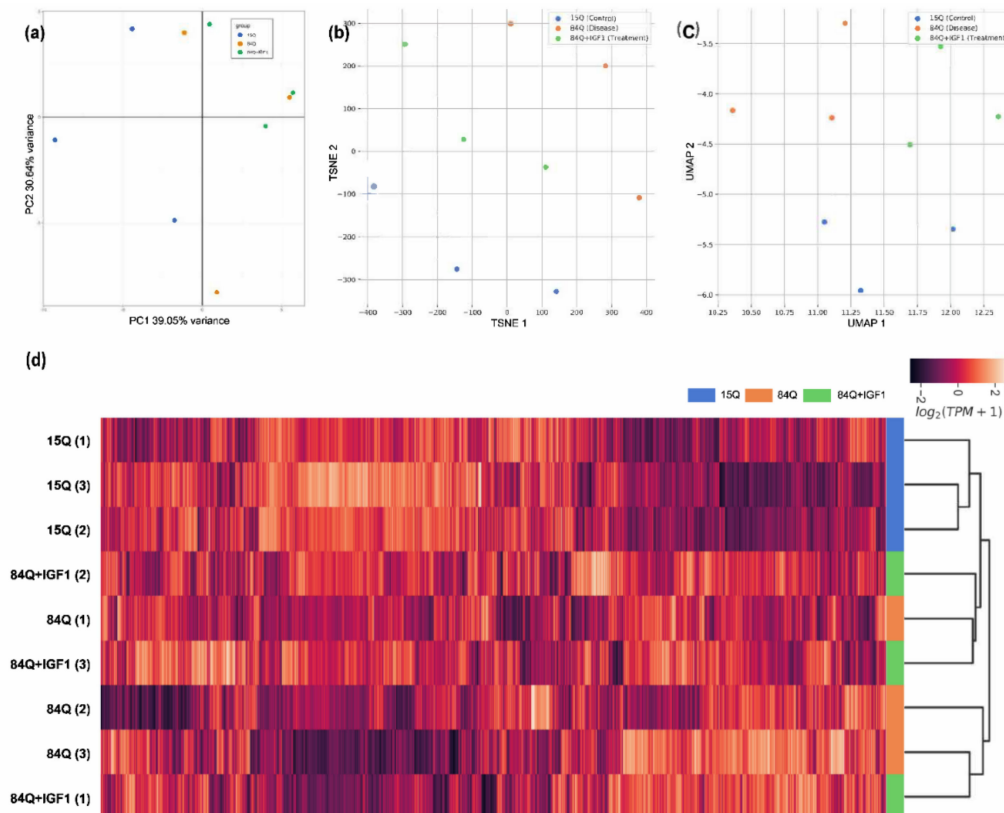 (a)
group
15Q
84Q
PC2 30.64% variance
PC1 39.05% variance
(b)
15Q (Control)
84Q (Disease)
84Q+IGF1 (Treatment)
300
200
100
0
−100
−200
−300
TSNE 2
−400 −300 −200 −100 0 100 200 300 400
TSNE 1
(C)
15Q (Control)
84Q (Disease)
84Q+IGF1 (Treatment)
−3.5
−4.0
−4.5
−5.0
−5.5
−6.0
UMAP 2
10.25 10.50 10.75 11.00 11.25 11.50 11.75 12.00 12.25
UMAP 1
(d)
15Q 84Q 84Q+IGF1
−2 0 2
log2(TPM + 1)
15Q (1)
15Q (3)
15Q (2)
84Q+IGF1 (2)
84Q (1)
84Q+IGF1 (3)
84Q (2)
84Q (3)
84Q+IGF1 (1)